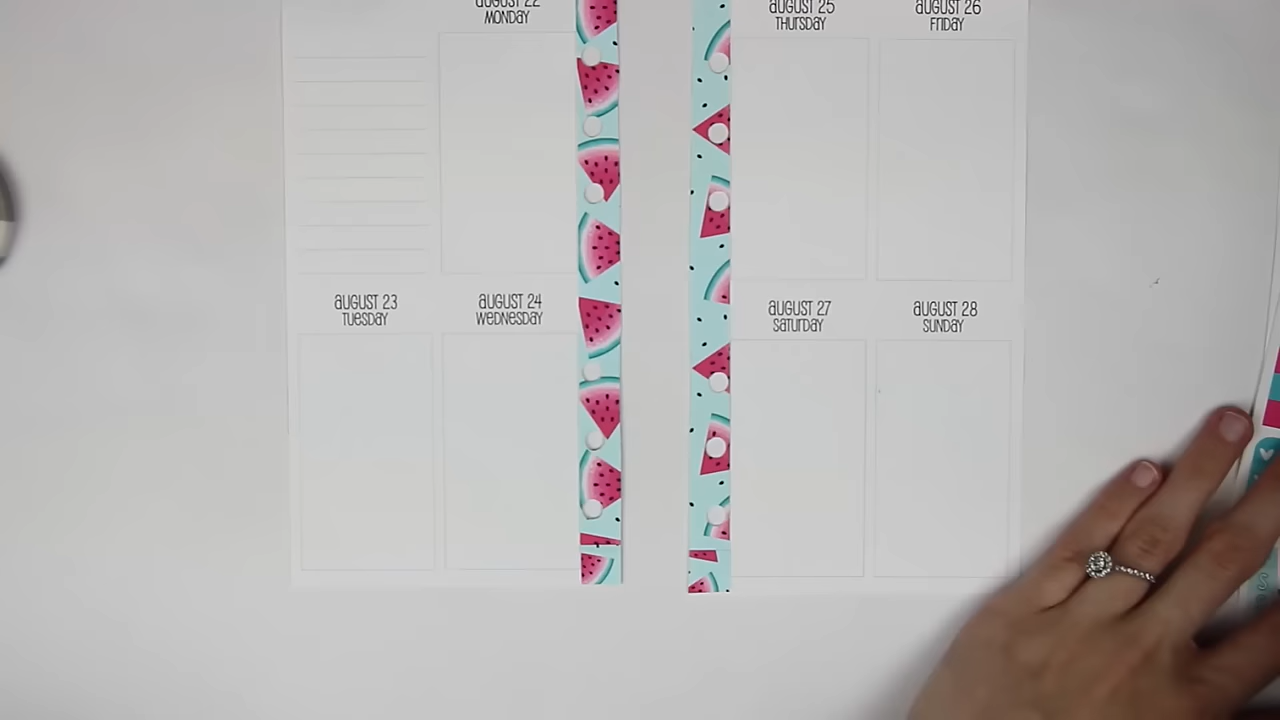 AUGUST 22
MONDAY
AUGUST 25
THURSDAY
AUGUST 26
FRIDAY
AUGUST 23
TUESDAY
AUGUST 24
WEDNESDAY
AUGUST 27
SATURDAY
AUGUST 28
SUNDAY